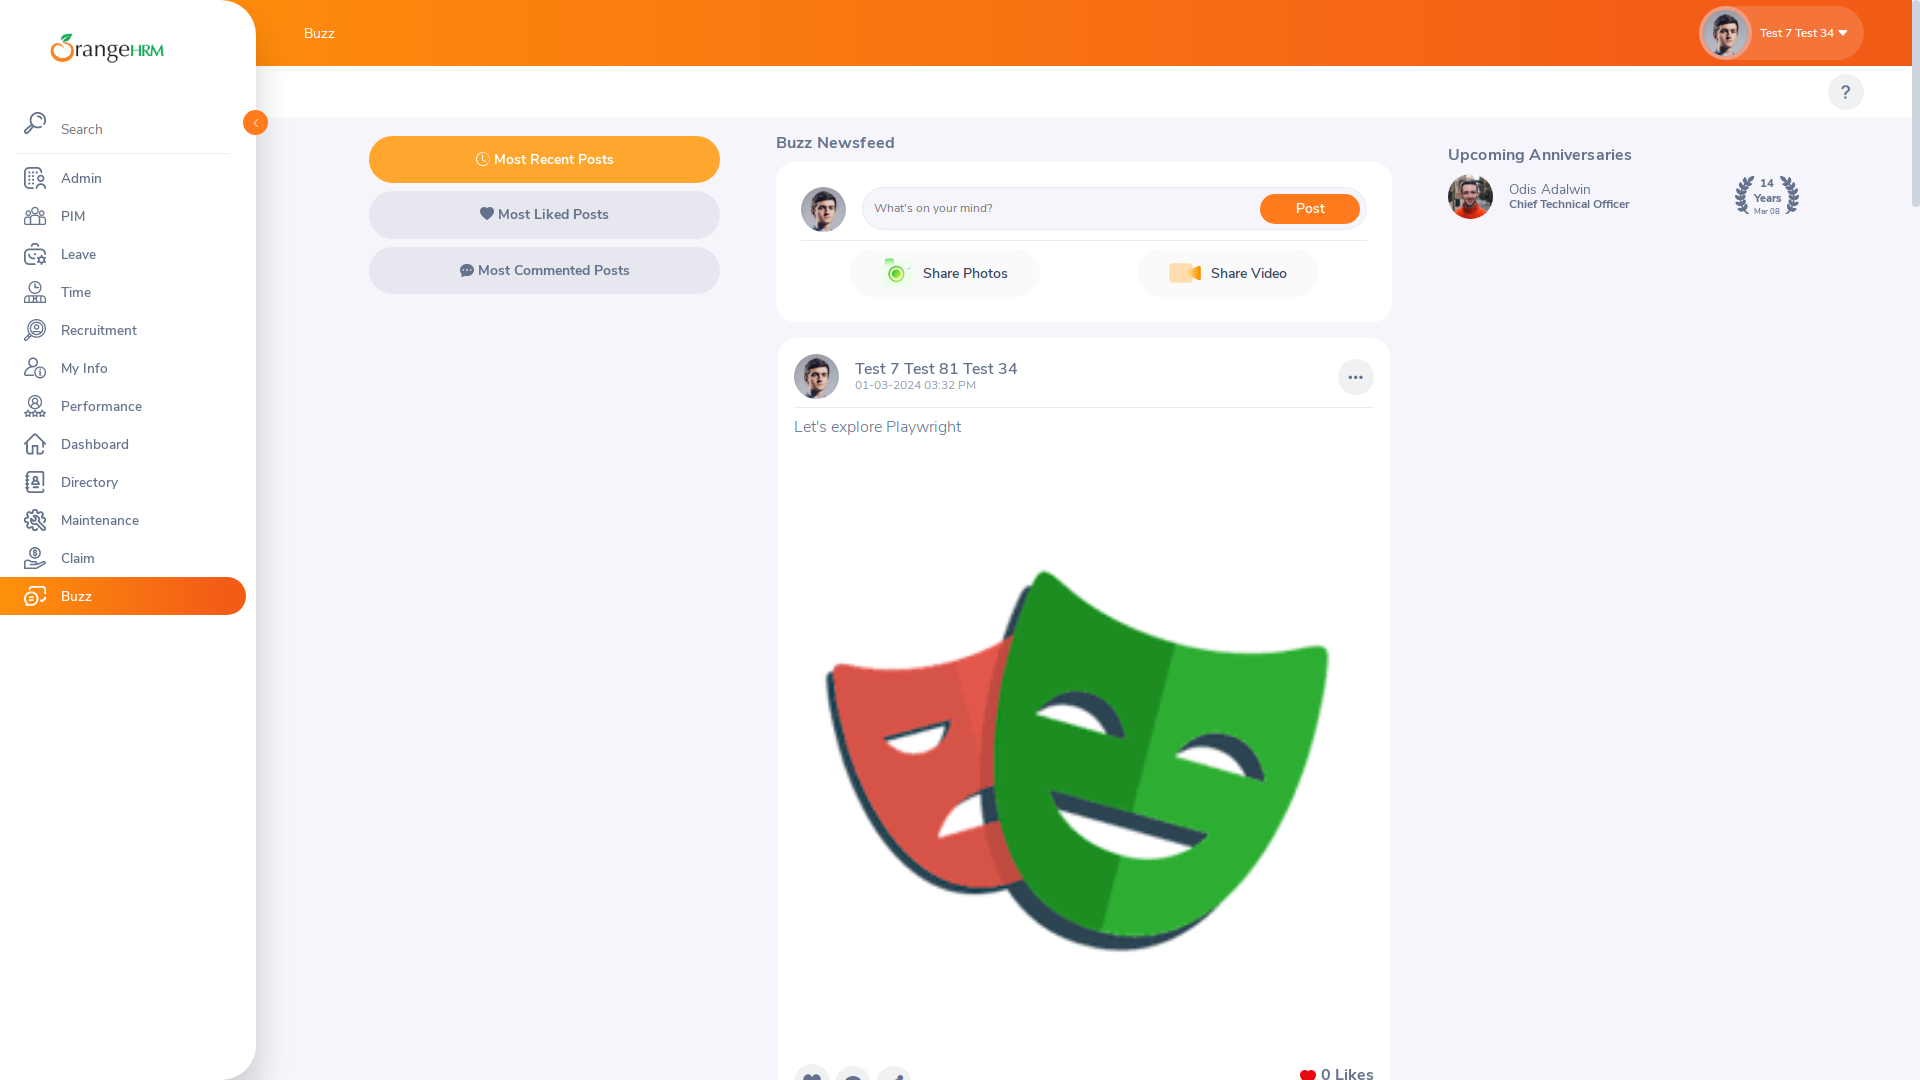 OrangeHRM
Search
Admin
PIM
Leave
Time
Recruitment
My Info
Performance
Dashboard
Directory
Maintenance
Claim
Buzz
Buzz
Test 7 Test 34
?
Most Recent Posts
Most Liked Posts
Most Commented Posts
Buzz Newsfeed
What's on your mind?
Post
Share Photos
Share Video
Test 7 Test 81 Test 34
01-03-2024 03:32 PM
Let's explore Playwright
0 Likes
Upcoming Anniversaries
Odis Adalwin
Chief Technical Officer
14
Years
Mar 08